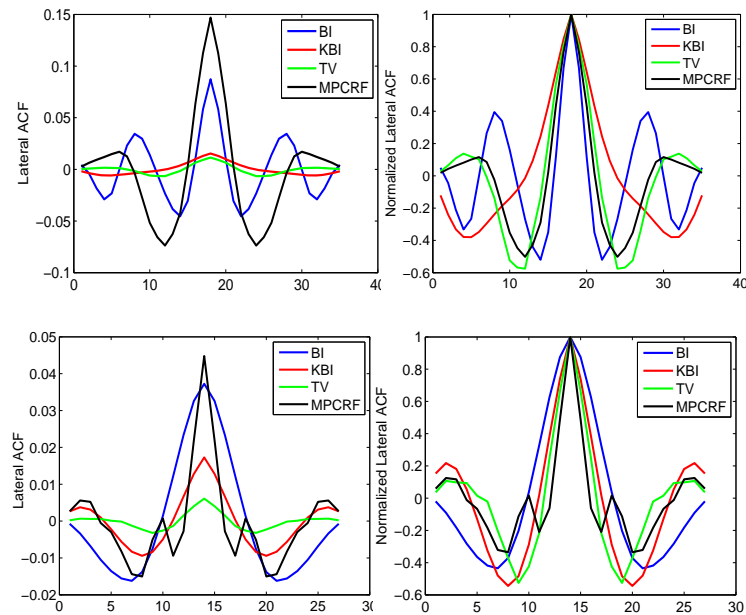 0.15
0.1
0.05
0
−0.05
−0.1
Lateral ACF
0
10
20
30
40
BI
KBI
TV
MPCRF
1
0.8
0.6
0.4
0.2
0
−0.2
−0.4
−0.6
Normalized Lateral ACF
0
10
20
30
40
BI
KBI
TV
MPCRF
0.05
0.04
0.03
0.02
0.01
0
−0.01
−0.02
Lateral ACF
0
5
10
15
20
25
30
BI
KBI
TV
MPCRF
1
0.8
0.6
0.4
0.2
0
−0.2
−0.4
−0.6
Normalized Lateral ACF
0
5
10
15
20
25
30
BI
KBI
TV
MPCRF